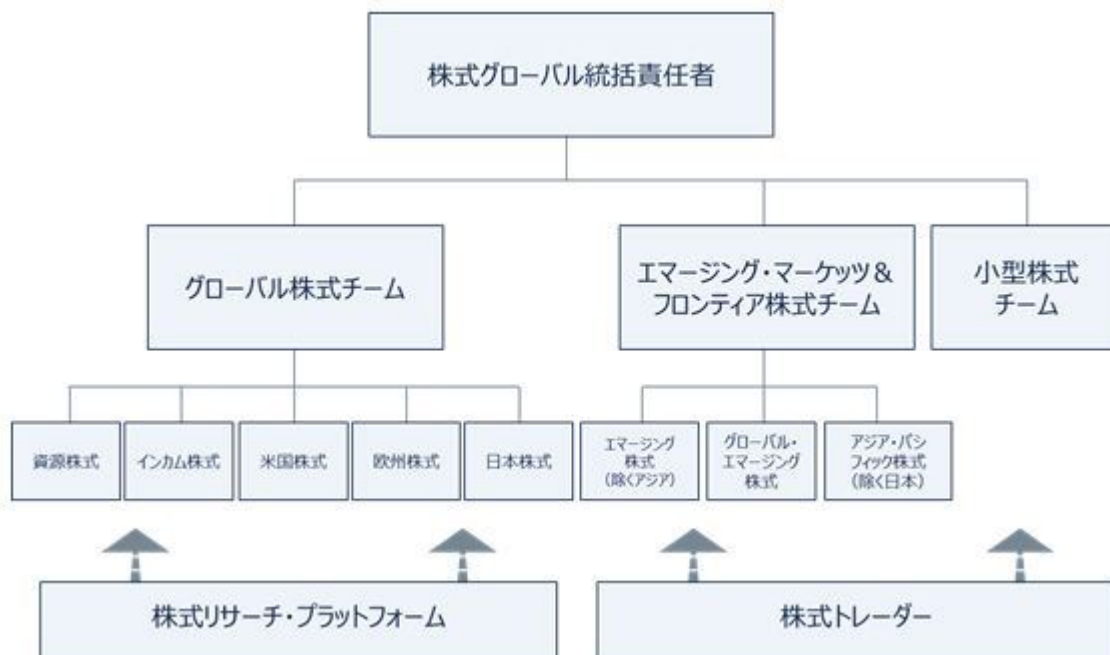 株式グローバル統括責任者
グローバル株式チーム
エマージング・マーケッツ&
フロンティア株式チーム
小型株式
チーム
資源株式
インカム株式
米国株式
欧州株式
日本株式
エマージング
株式
(除くアジア)
グローバル・
エマージング
株式
アジア・パシ
フィック株式
(除く日本)
株式リサーチ・プラットフォーム
株式トレーダー